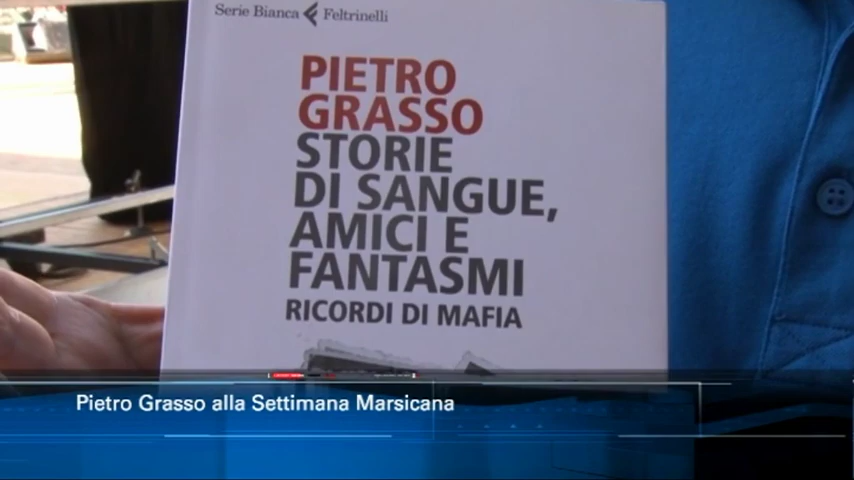 Serie Bianca Feltrinelli
PIETRO
GRASSO
STORIE
DI SANGUE,
AMICI E
FANTASMI
RICORDI DI MAFIA
Pietro Grasso alla Settimana Marsicana